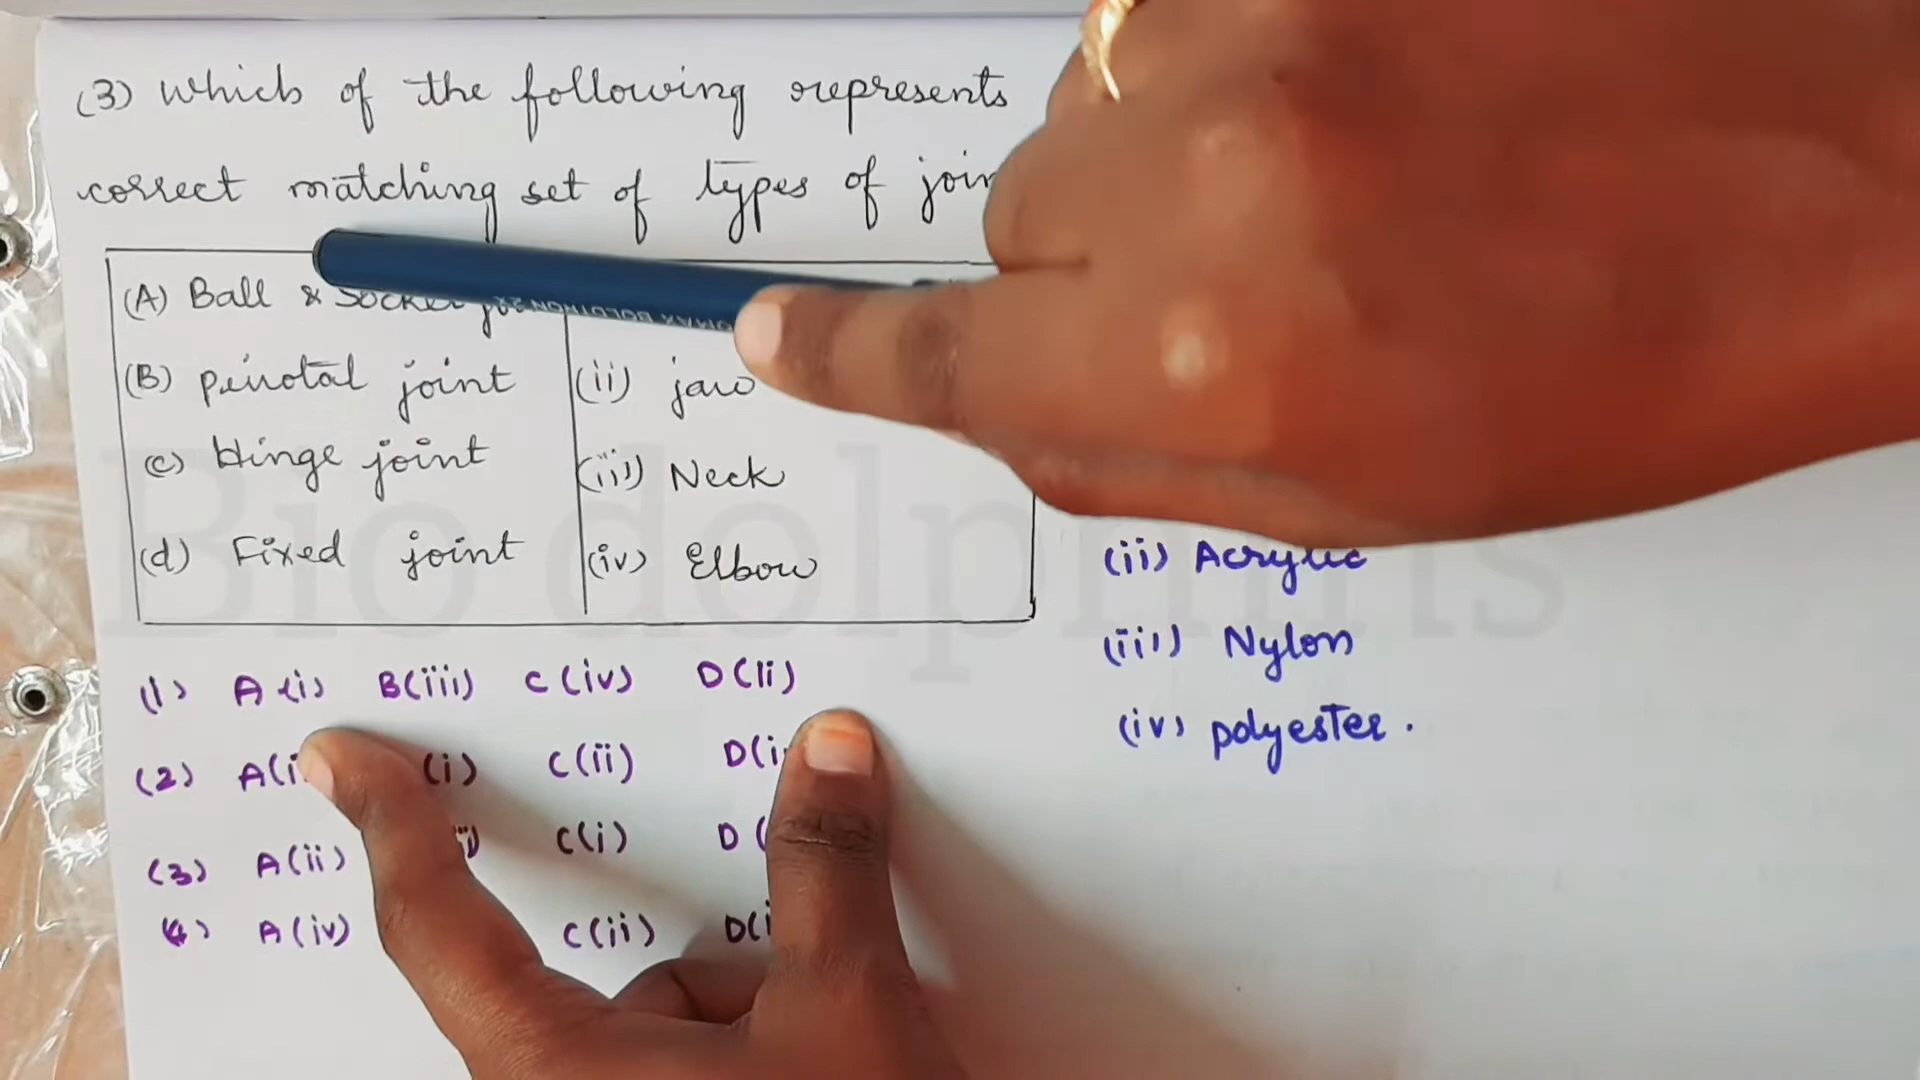 (3) Which of the following represents
correct matching set of types of
(A) Ball & Socket
(B) pivotal joint (ii) jaw
(c) Hinge joint (iii) Neck
(d) Fixed joint (iv) Elbow
(1) A (i) B(iii) C (iv) D (ii)
(2) (i) C(ii)
(3) A(ii) C(i) D (
(4) A (iv) C(ii)
(ii) Acrylic
(iii) Nylon
(iv) polyester.
Bio dolphins